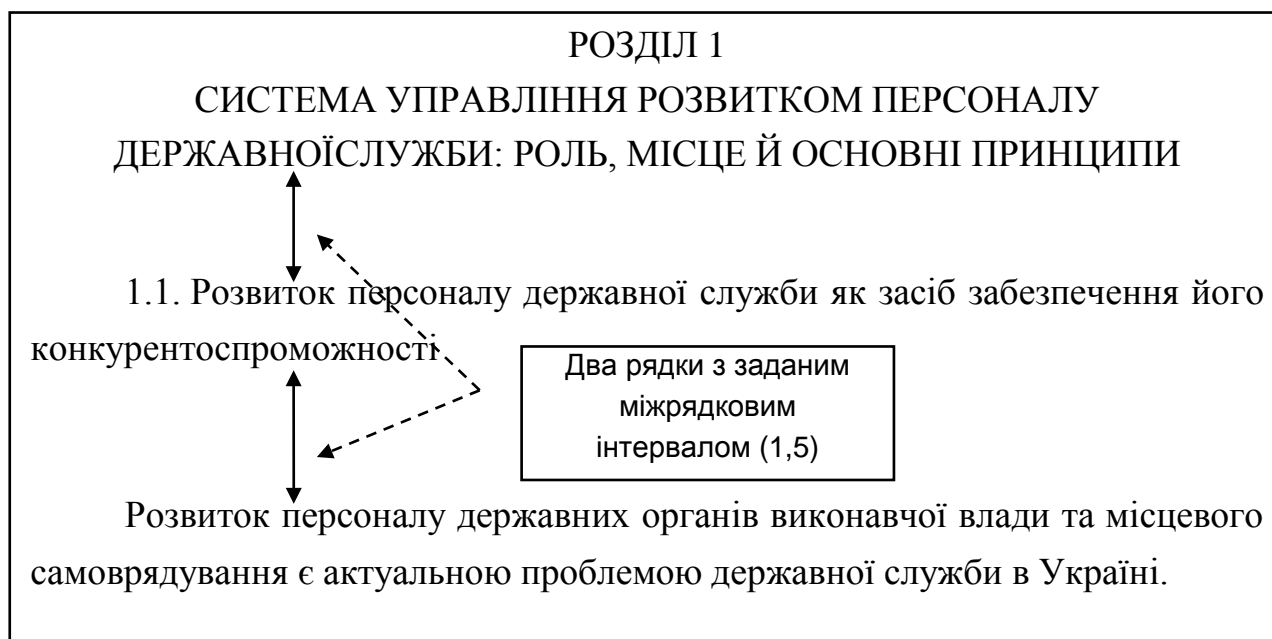 РОЗДІЛ 1
СИСТЕМА УПРАВЛІННЯ РОЗВИТКОМ ПЕРСОНАЛУ
ДЕРЖАВНОЇСЛУЖБИ: РОЛЬ, МІСЦЕ Й ОСНОВНІ ПРИНЦИПИ
1.1. Розвиток персоналу державної служби як засіб забезпечення його
конкурентоспроможності
Два рядки з заданим
міжрядковим
інтервалом (1,5)
Розвиток персоналу державних органів виконавчої влади та місцевого
самоврядування є актуальною проблемою державної служби в Україні.